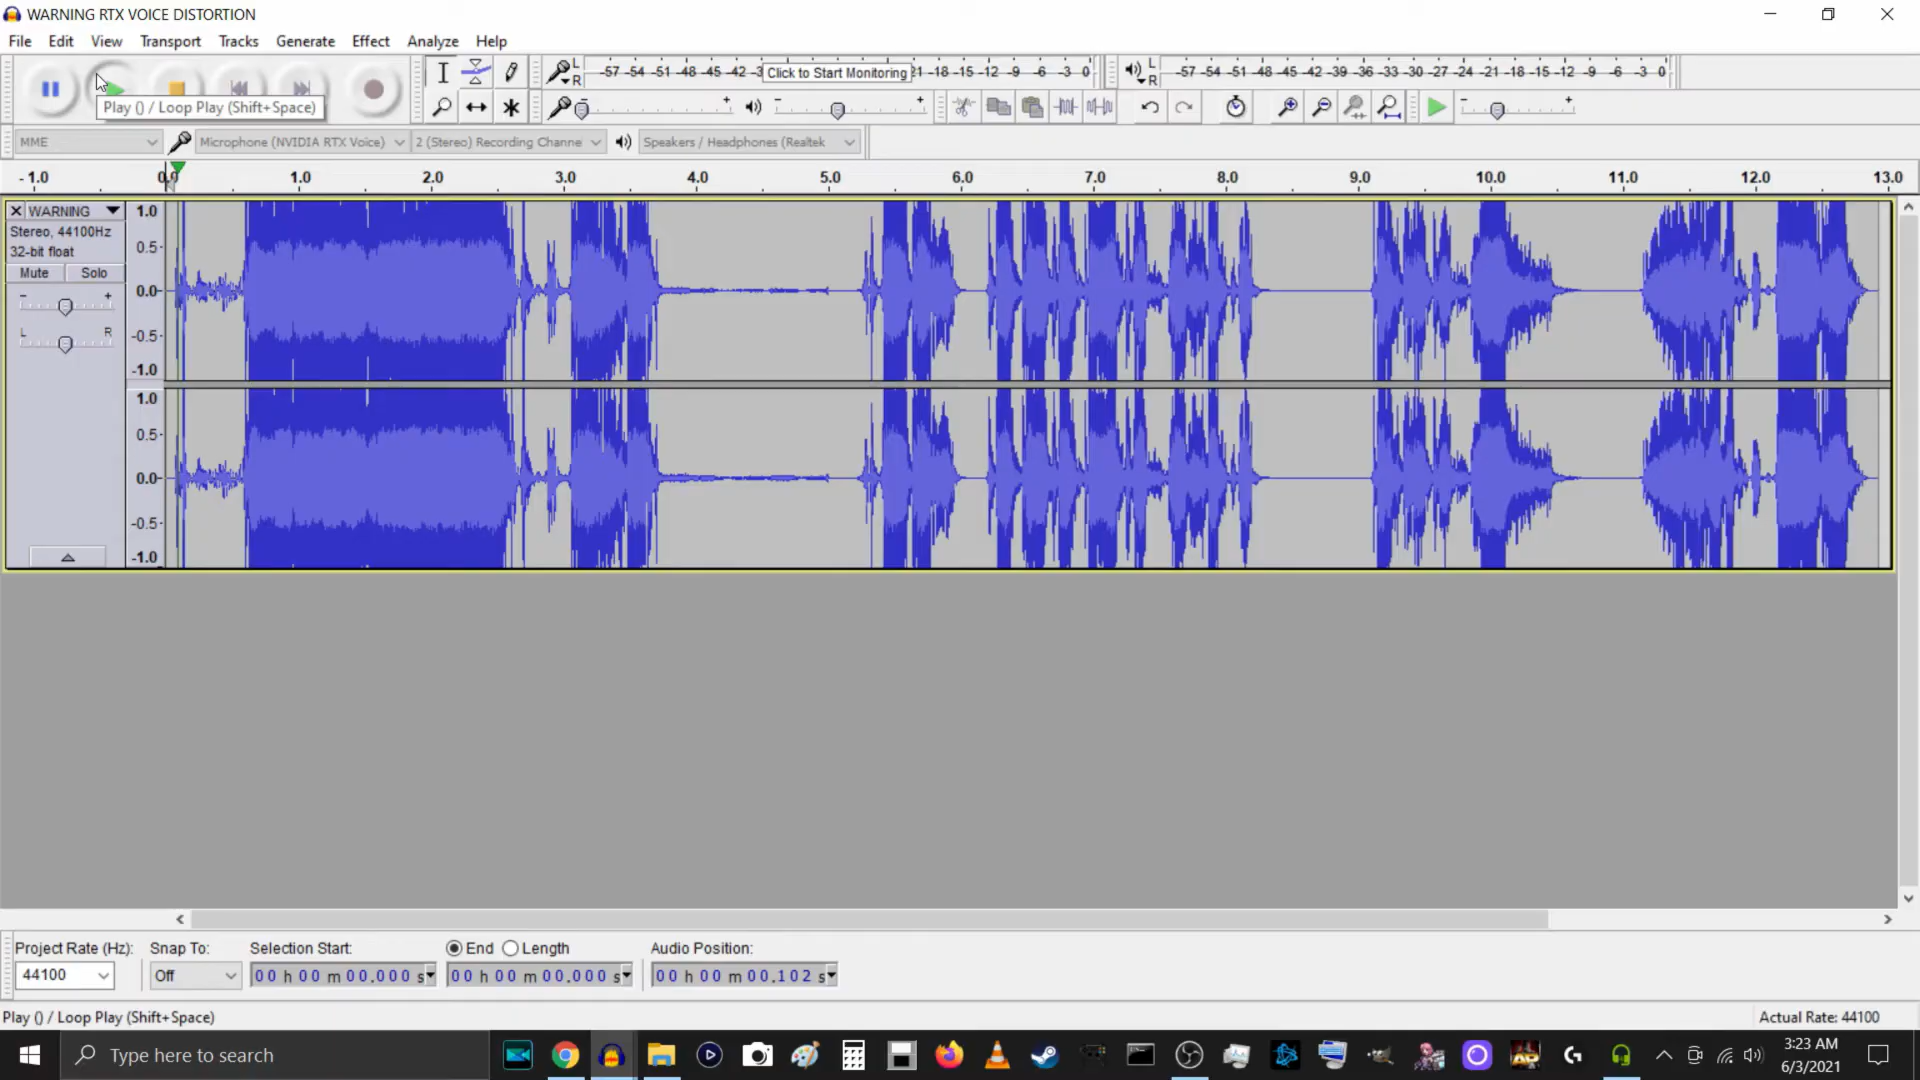 WARNING RTX VOICE DISTORTION
File Edit View Transport Tracks Generate Effect Analyze Help
L R -57 -54 -51 -48 -45 -42 -3 Click to Start Monitoring 21 -18 -15 -12 -9 -6 -3 0 L R -57 -54 -51 -48 -45 -42 -39 -36 -33 -30 -27 -24 -21 -18 -15 -12 -9 -6 -3 0
Play () / Loop Play (Shift+Space)
- + - + - +
MME Microphone (NVIDIA RTX Voice) 2 (Stereo) Recording Channe Speakers / Headphones (Realtek
- 1.0 0.0 1.0 2.0 3.0 4.0 5.0 6.0 7.0 8.0 9.0 10.0 11.0 12.0 13.0
WARNING 1.0
Stereo, 44100Hz
32-bit float 0.5
Mute Solo
- + 0.0
L R -0.5
-1.0
1.0
0.5
0.0
-0.5
-1.0
Project Rate (Hz): Snap To: Selection Start: End Length Audio Position:
44100 Off 00 h 00 m 00.000 s 00 h 00 m 00.000 s 00 h 00 m 00.102 s
Play () / Loop Play (Shift+Space) Actual Rate: 44100
Type here to search 3:23 AM
6/3/2021